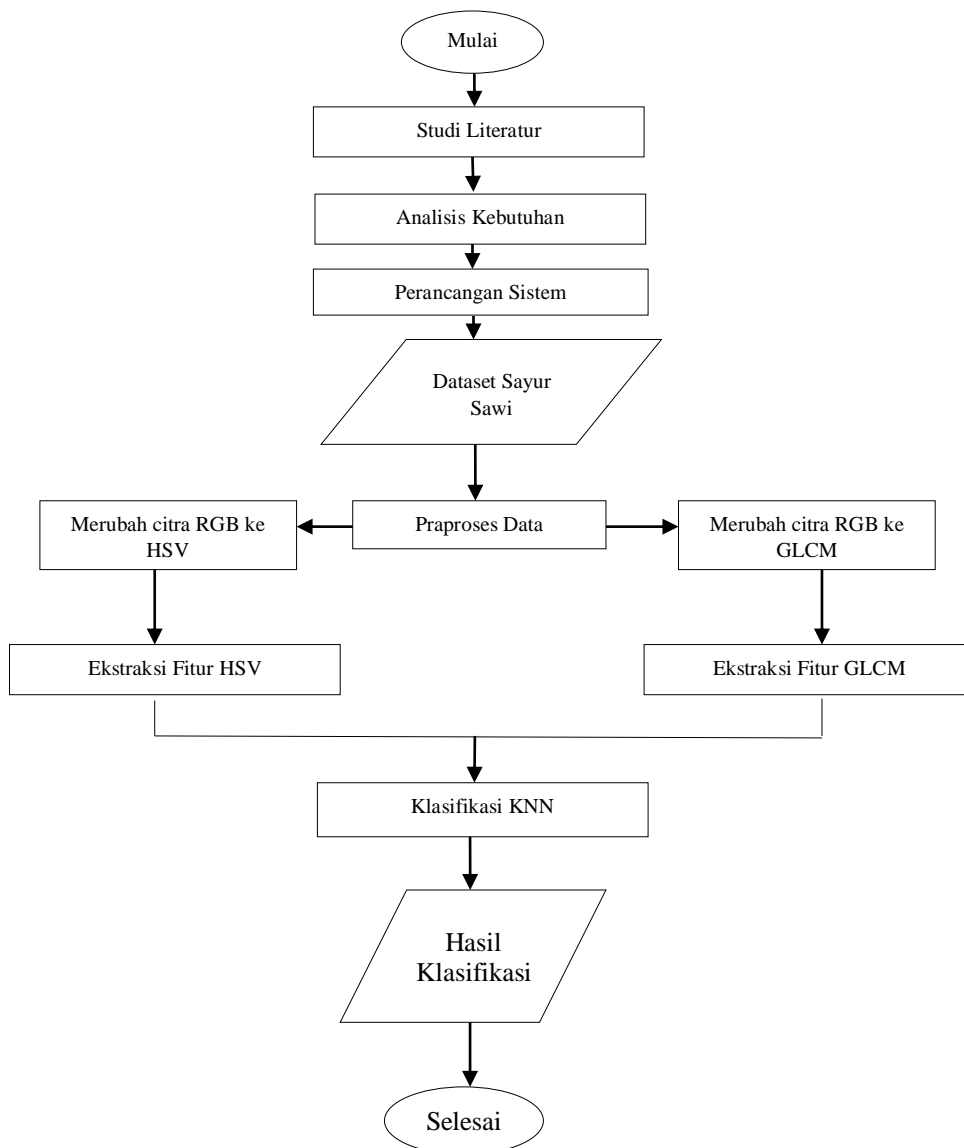 Mulai
Studi Literatur
Analisis Kebutuhan
Perancangan Sistem
Dataset Sayur
Sawi
Praproses Data
Merubah citra RGB ke
HSV
Merubah citra RGB ke
GLCM
Ekstraksi Fitur HSV
Ekstraksi Fitur GLCM
Klasifikasi KNN
Hasil
Klasifikasi
Selesai